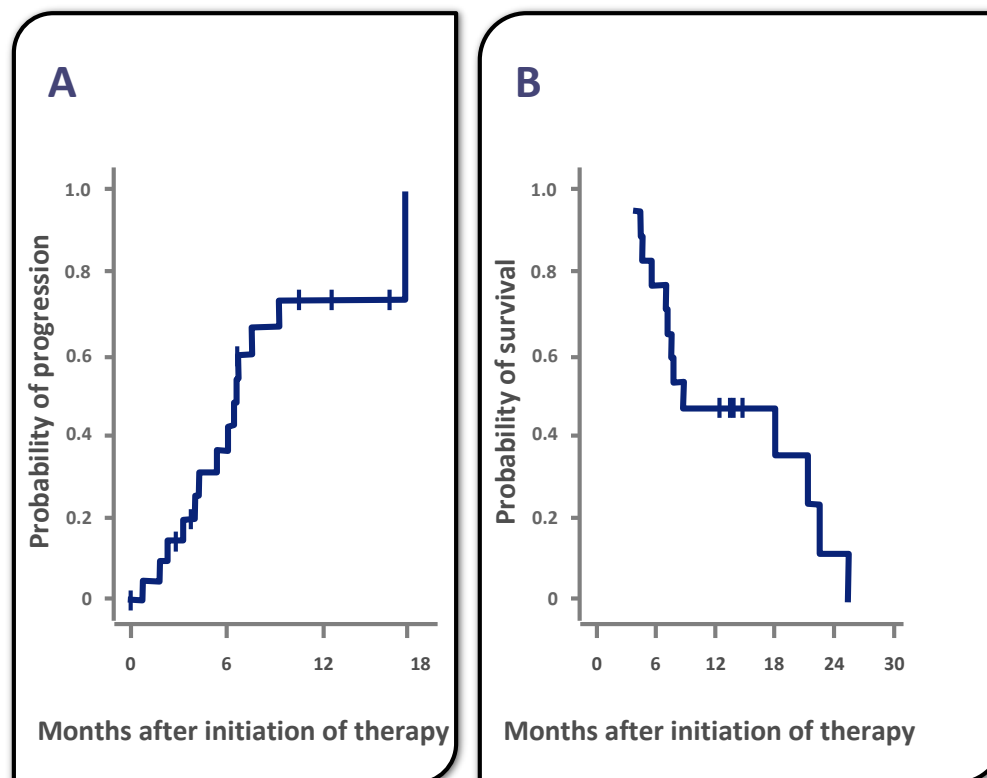 A
Probability of progression
1.0
0.8
0.6
0.4
0.2
0
0 6 12 18
Months after initiation of therapy
B
Probability of survival
1.0
0.8
0.6
0.4
0.2
0
0 6 12 18 24 30
Months after initiation of therapy